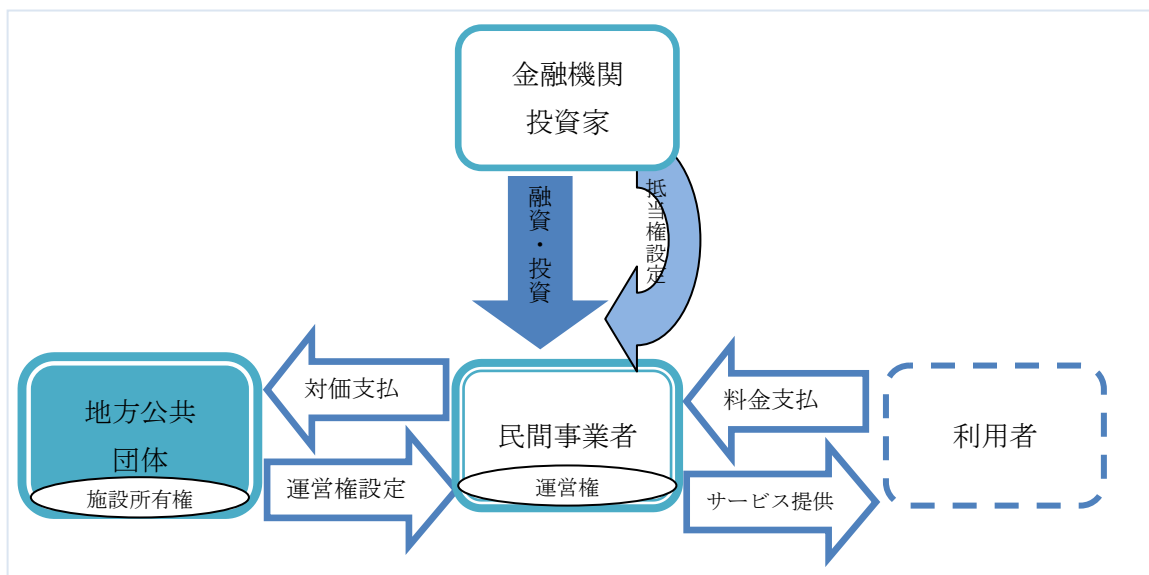 金融機関
投資家
融資・投資
抵当権設定
対価支払
料金支払
地方公共
団体
施設所有権
運営権設定
民間事業者
運営権
サービス提供
利用者